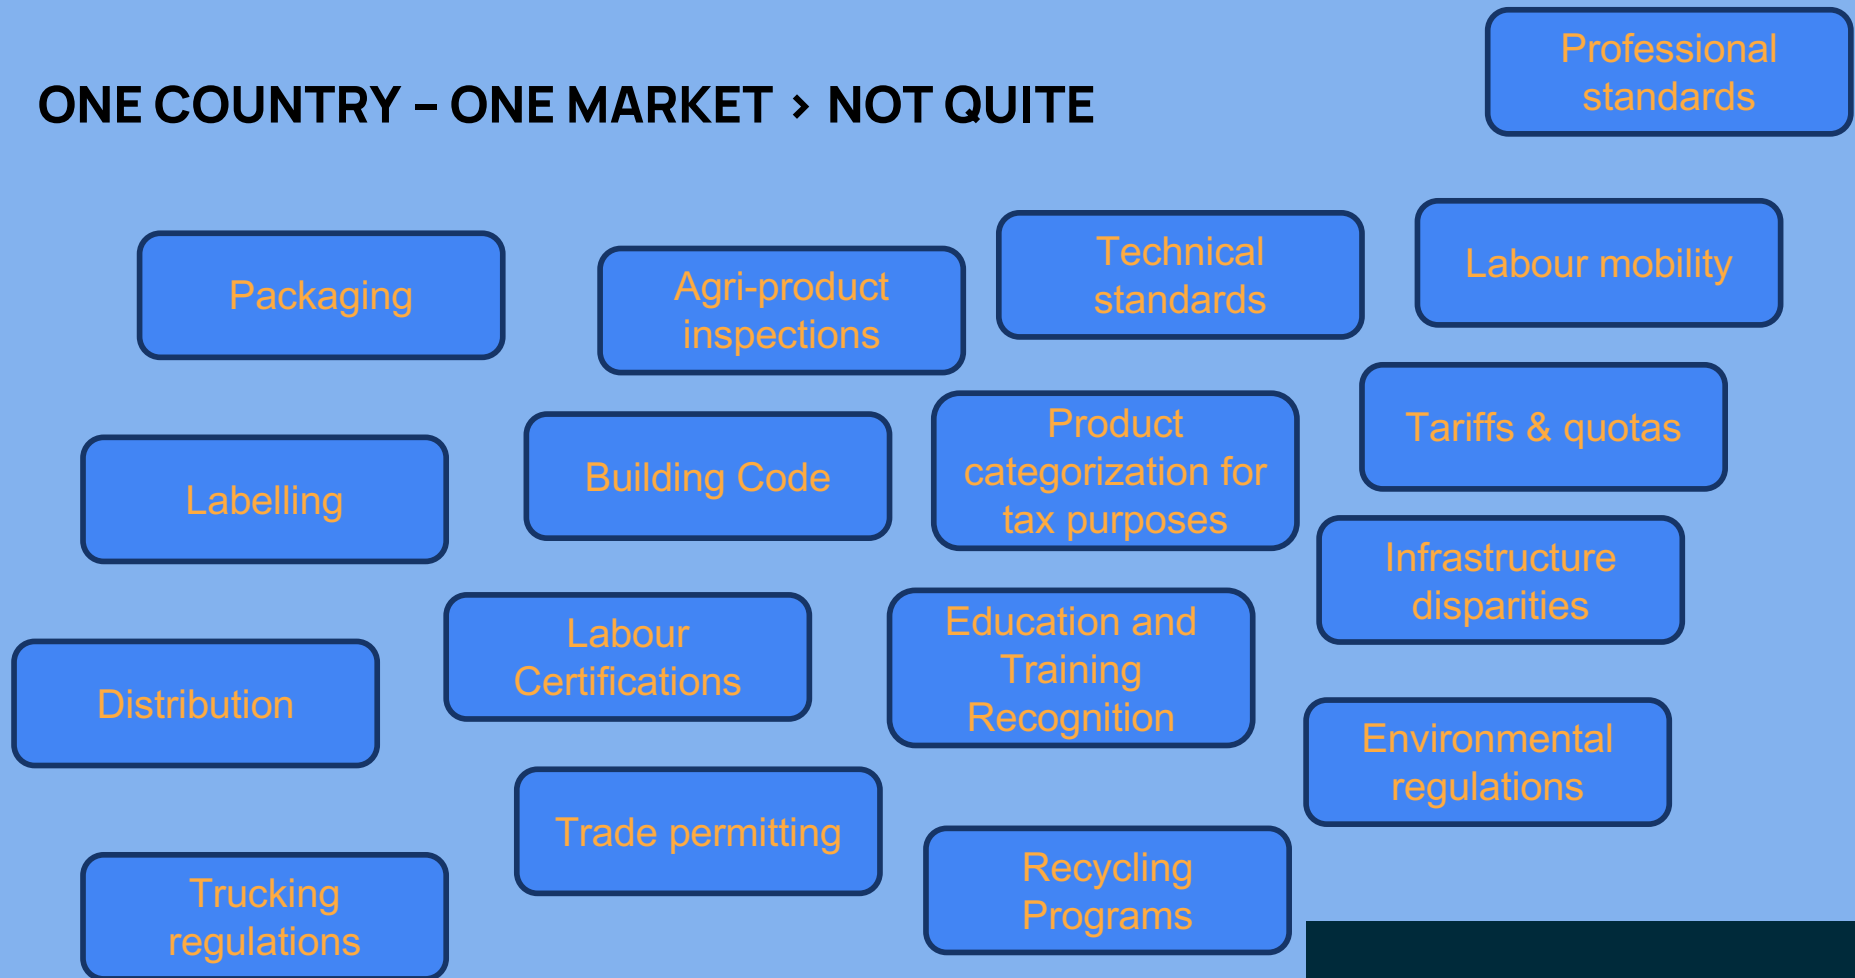 ONE COUNTRY – ONE MARKET > NOT QUITE
Professional
standards
Packaging
Agri-product
inspections
Technical
standards
Labour mobility
Labelling
Building Code
Product
categorization for
tax purposes
Tariffs & quotas
Infrastructure
disparities
Distribution
Labour
Certifications
Education and
Training
Recognition
Environmental
regulations
Trade permitting
Trucking
regulations
Recycling
Programs